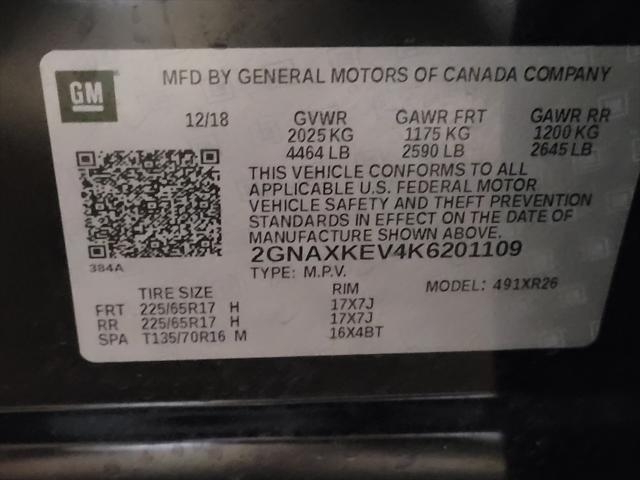 GM
MFD BY GENERAL MOTORS OF CANADA COMPANY
12/18 GVWR GAWR FRT GAWR RR
2025 KG 1175 KG 1200 KG
4464 LB 2590 LB 2645 LB
THIS VEHICLE CONFORMS TO ALL
APPLICABLE U.S. FEDERAL MOTOR
VEHICLE SAFETY AND THEFT PREVENTION
STANDARDS IN EFFECT ON THE DATE OF
MANUFACTURE SHOWN ABOVE.
384A
2GNAXKEV4K6201109
TYPE: M.P.V. MODEL: 491XR26
TIRE SIZE RIM
FRT 225/65R17 H 17X7J
RR 225/65R17 H 17X7J
SPA T135/70R16 M 16X4BT